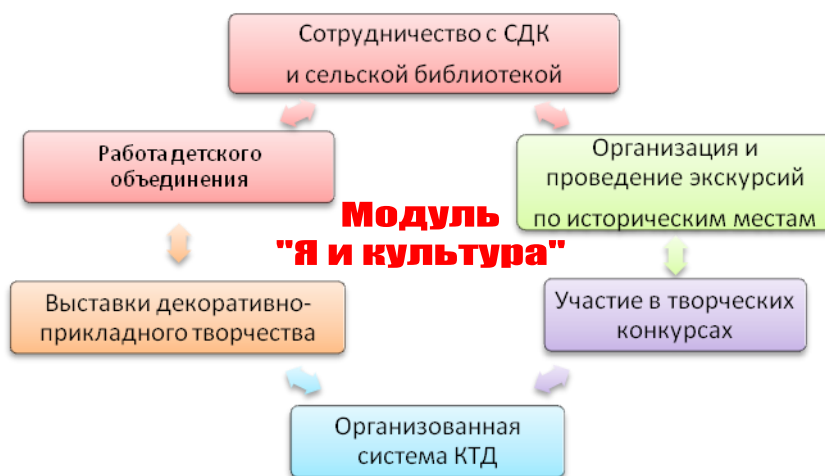 Сотрудничество с СДК
и сельской библиотекой
Работа детского
объединения
Организация и
проведение экскурсий
по историческим местам
Модуль
"Я и культура"
Выставки декоративно-
прикладного творчества
Участие в творческих
конкурсах
Организованная
система КТД